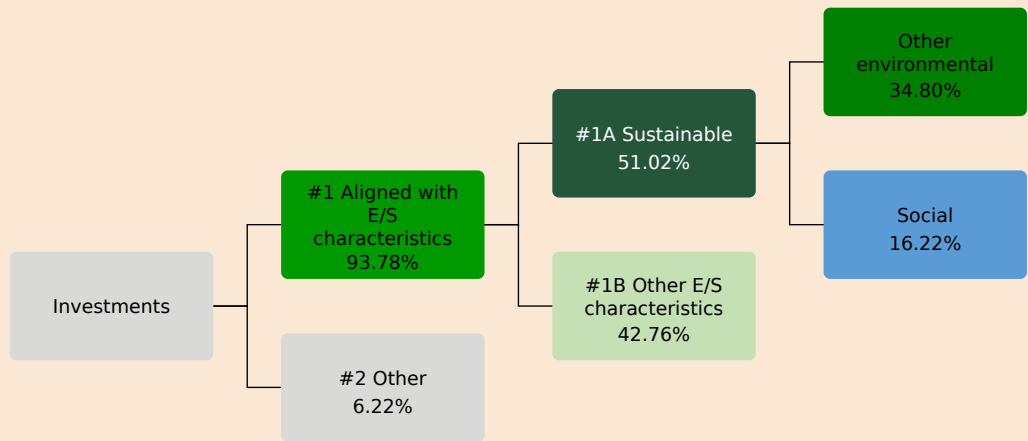 Investments
#1 Aligned with
E/S
characteristics
93.78%
#2 Other
6.22%
#1A Sustainable
51.02%
#1B Other E/S
characteristics
42.76%
Other
environmental
34.80%
Social
16.22%